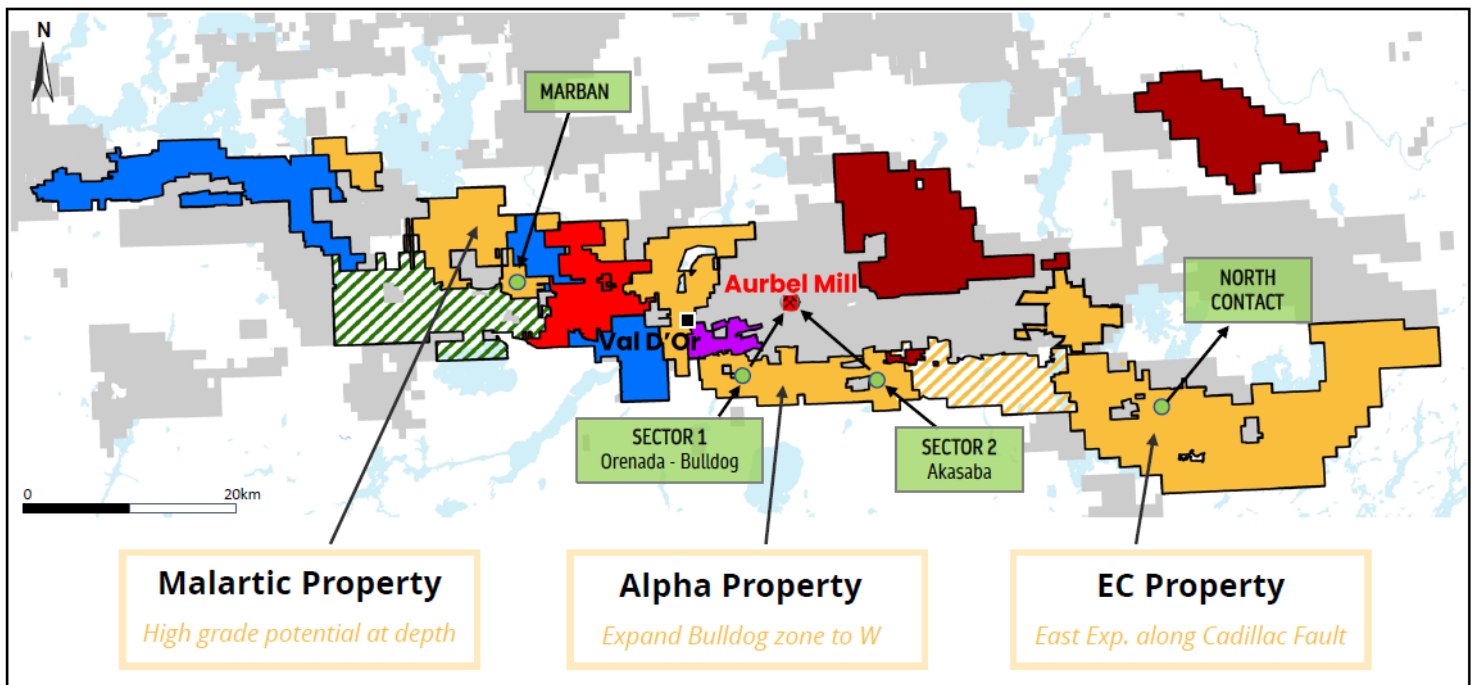 N
MARBAN
NORTH
CONTACT
Aurbel Mill
Val D'Or
SECTOR 1
Orenada - Bulldog
SECTOR 2
Akasaba
0 20km
Malartic Property
High grade potential at depth
Alpha Property
Expand Bulldog zone to W
EC Property
East Exp. along Cadillac Fault